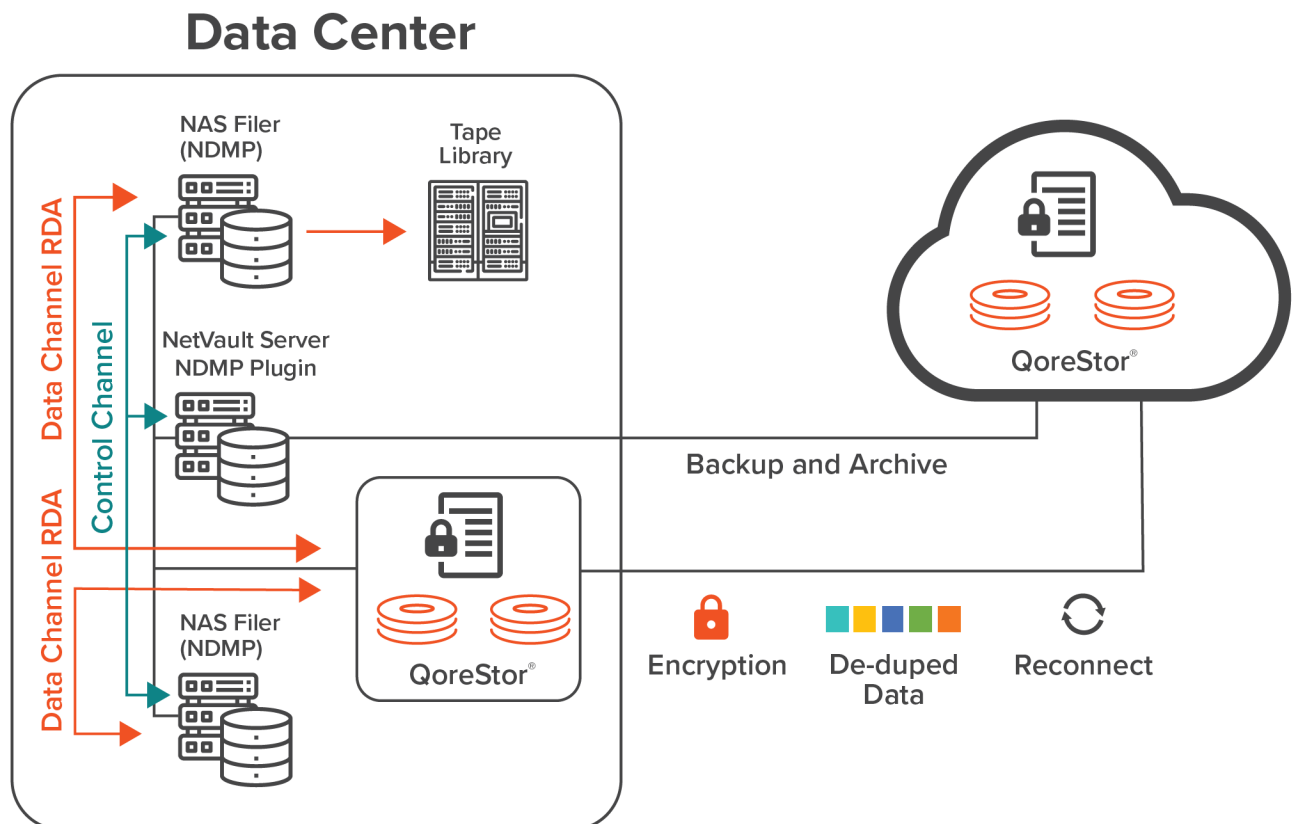 Data Center
NAS Filer
(NDMP)
Tape
Library
Data Channel RDA
Control Channel
NetVault Server
NDMP Plugin
QoreStor®
Backup and Archive
Data Channel RDA
NAS Filer
(NDMP)
QoreStor®
Encryption
De-duped
Data
Reconnect